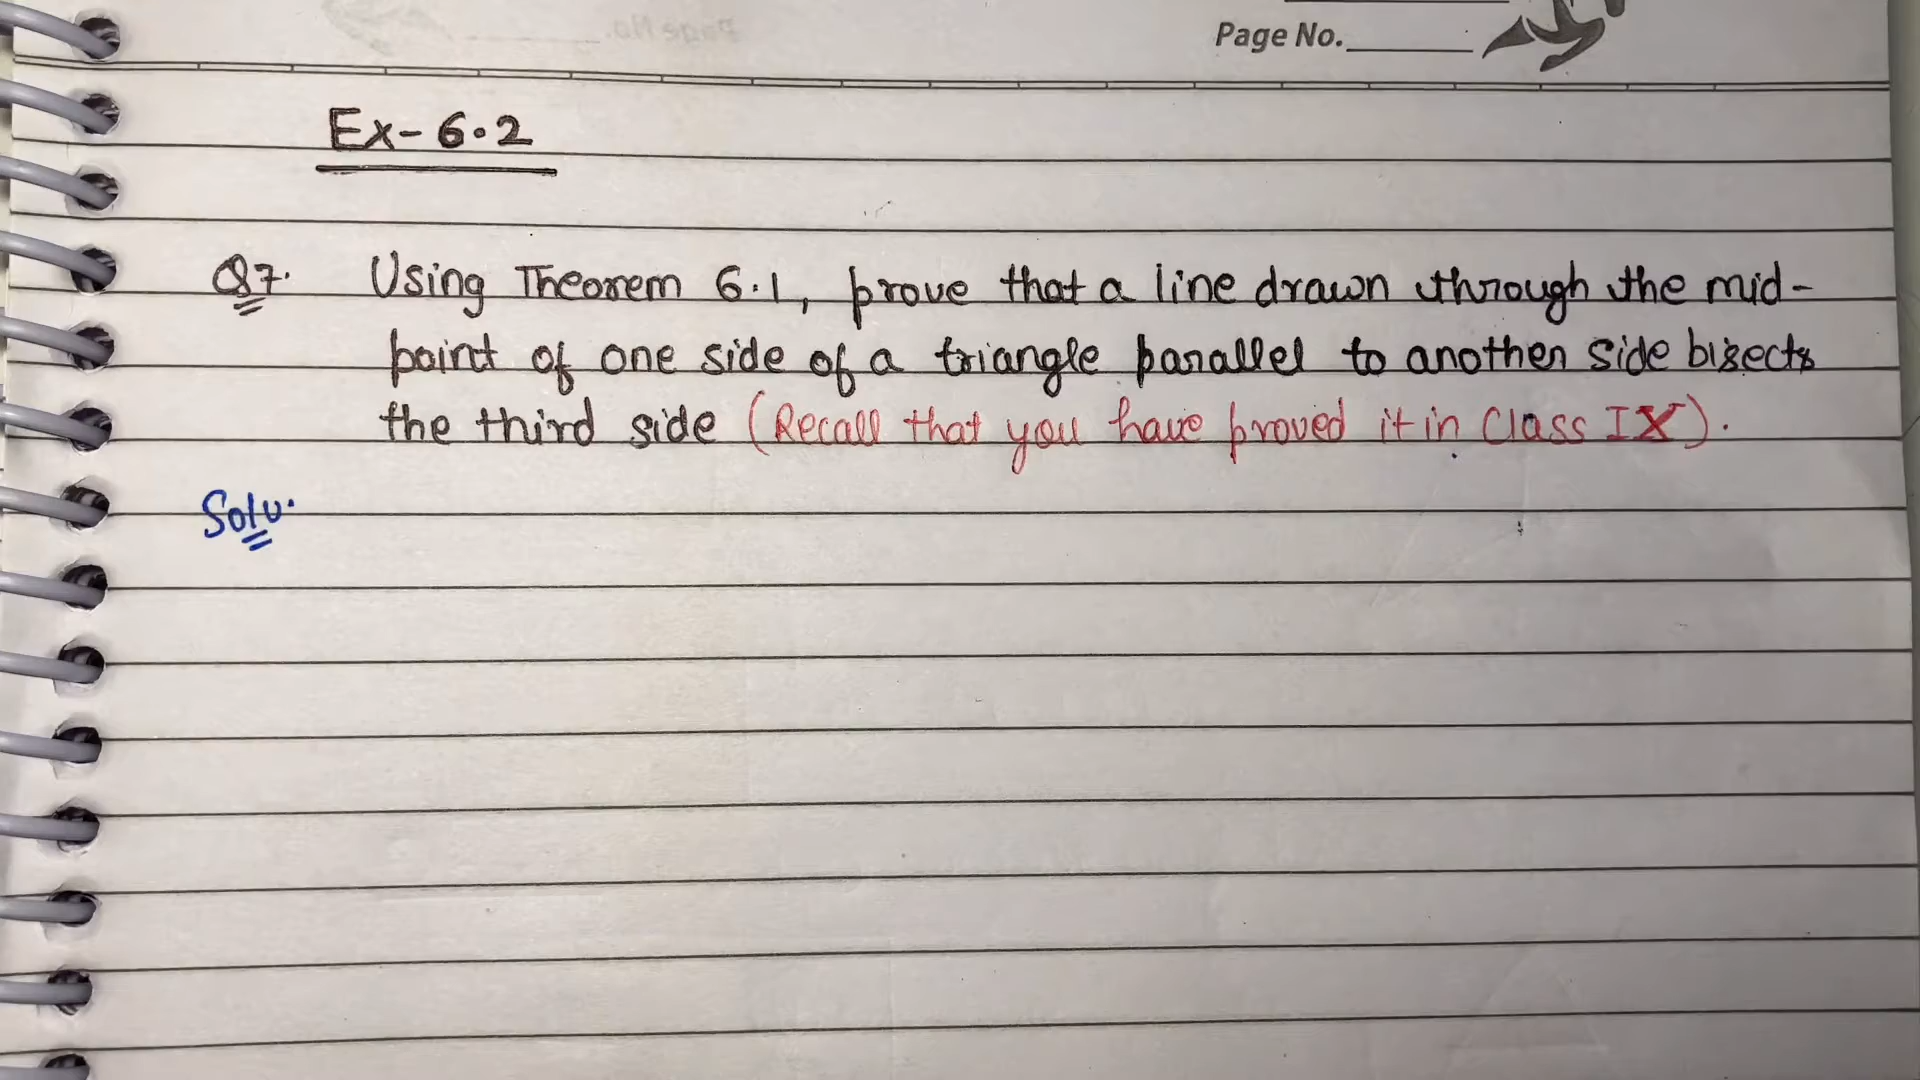 Page No.
Ex- 6.2
Q7. Using Theorem 6.1, prove that a line drawn through the mid-
point of one side of a triangle parallel to another side bisects
the third side (Recall that you have proved it in Class IX).
Solu.